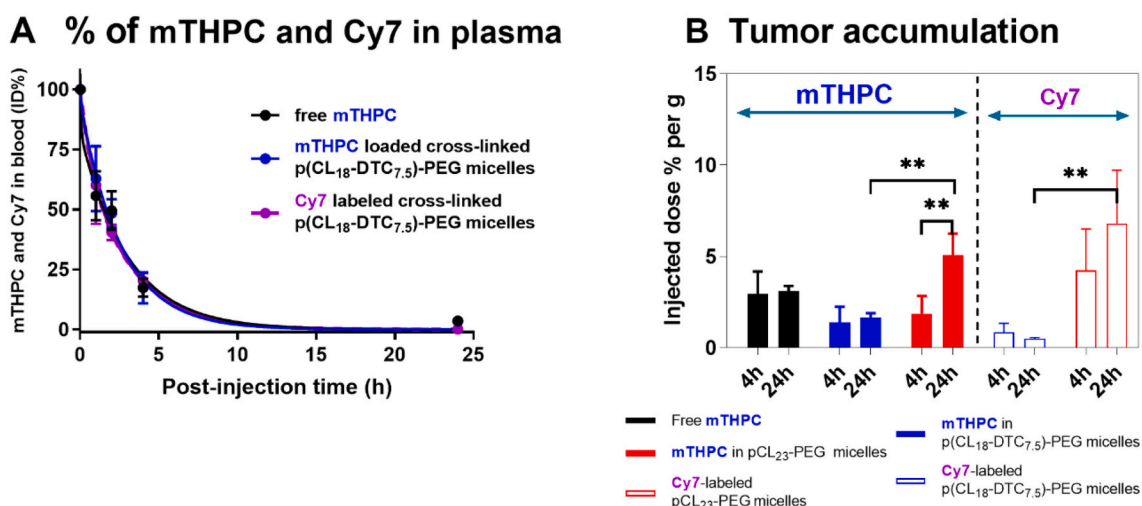 A % of mTHPC and Cy7 in plasma
mTHPC and Cy7 in blood (ID%)
100
75
50
25
0
0 5 10 15 20 25
Post-injection time (h)
free mTHPC
mTHPC loaded cross-linked
p(CL18-DTC7.5)-PEG micelles
Cy7 labeled cross-linked
p(CL18-DTC7.5)-PEG micelles
B Tumor accumulation
Injected dose % per g
15
10
5
0
mTHPC
Cy7
**
**
**
4h 24h 4h 24h 4h 24h 4h 24h 4h 24h
Free mTHPC
mTHPC in pCL23-PEG micelles
Cy7-labeled
pCL23-PEG micelles
mTHPC in
p(CL18-DTC7.5)-PEG micelles
Cy7-labeled
p(CL18-DTC7.5)-PEG micelles